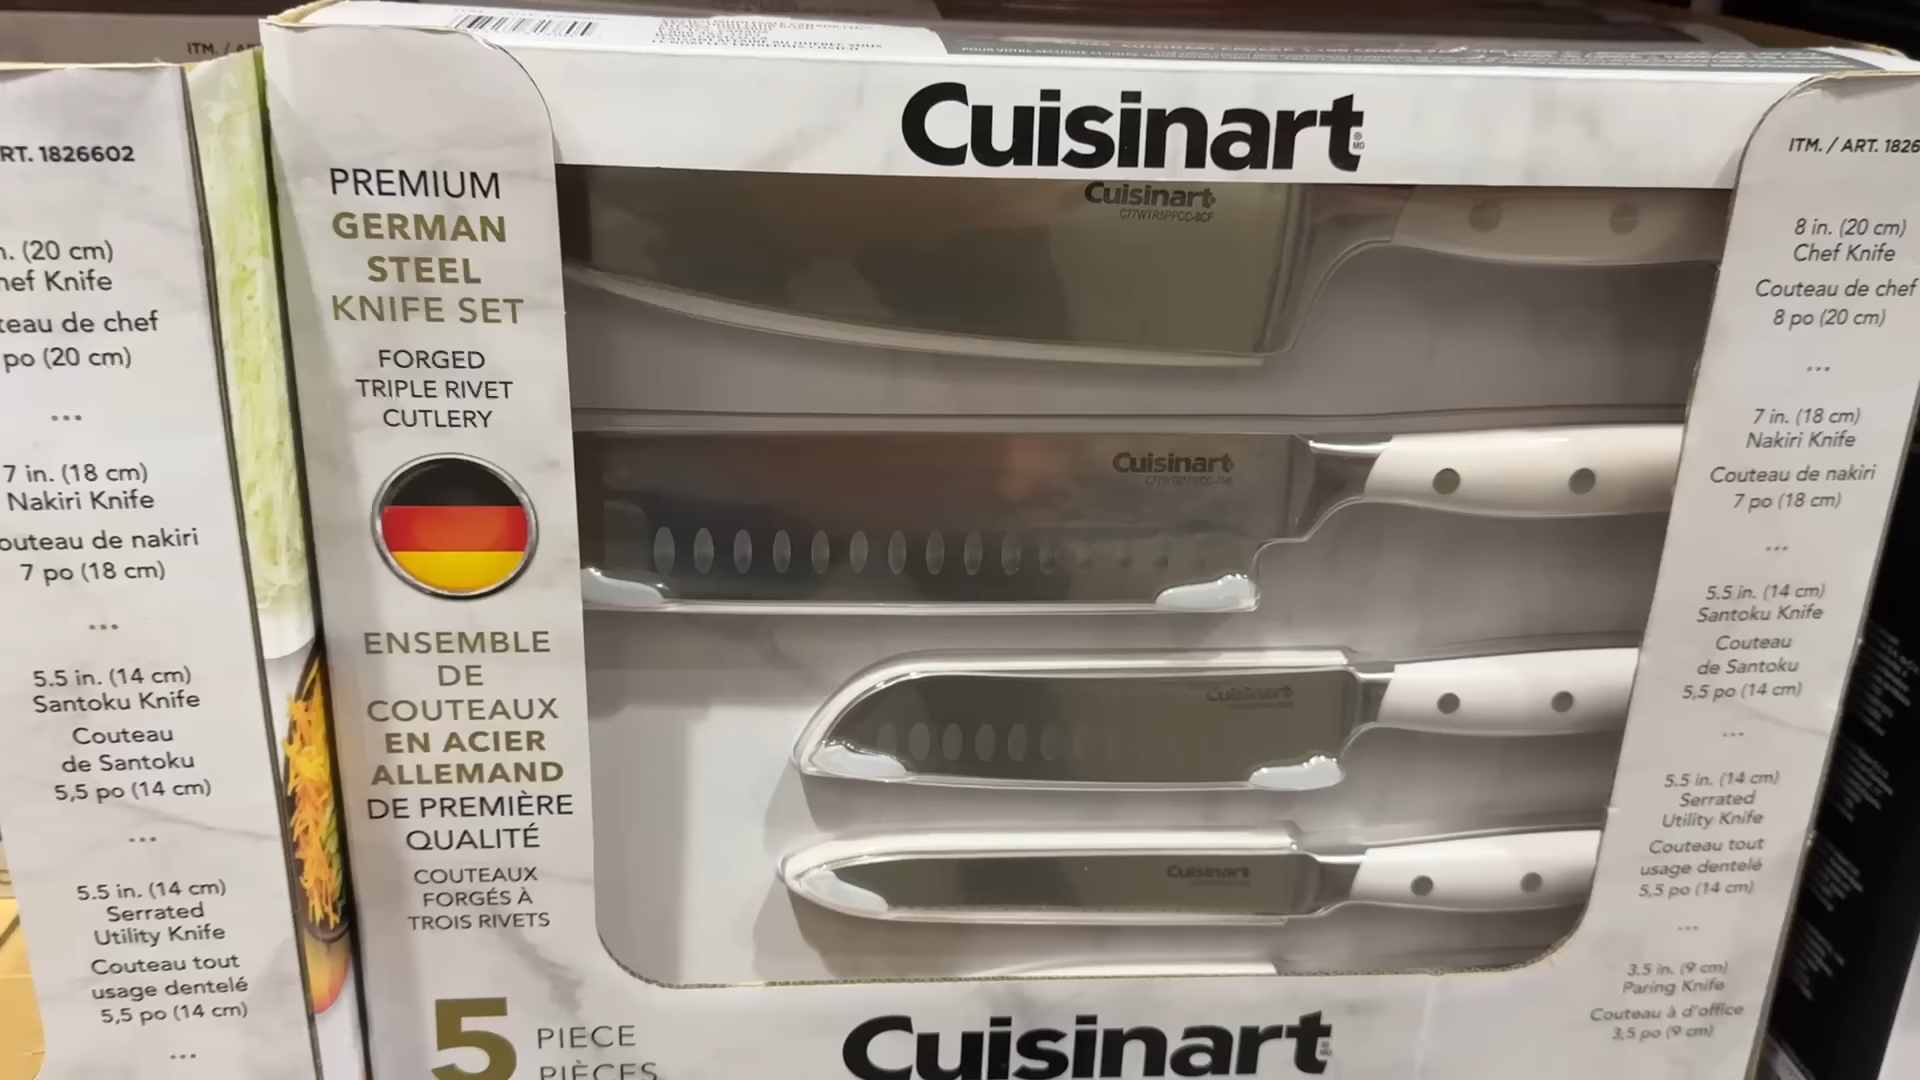 ITM. / AR
RT. 1826602
n. (20 cm)
hef Knife
teau de chef
po (20 cm)
7 in. (18 cm)
Nakiri Knife
outeau de nakiri
7 po (18 cm)
5.5 in. (14 cm)
Santoku Knife
Couteau
de Santoku
5,5 po (14 cm)
5.5 in. (14 cm)
Serrated
Utility Knife
Couteau tout
usage dentelé
5,5 po (14 cm)
PREMIUM
GERMAN
STEEL
KNIFE SET
FORGED
TRIPLE RIVET
CUTLERY
ENSEMBLE
DE
COUTEAUX
EN ACIER
ALLEMAND
DE PREMIÈRE
QUALITÉ
COUTEAUX
FORGÉS À
TROIS RIVETS
5 PIECE
PIÈCES
Cuisinart
Cuisinart
C77WTR5PPCC-8CF
Cuisinart
Cuisinart
Cuisinart
Cuisinart
ITM. / ART. 1826
8 in. (20 cm)
Chef Knife
Couteau de chef
8 po (20 cm)
7 in. (18 cm)
Nakiri Knife
Couteau de nakiri
7 po (18 cm)
5.5 in. (14 cm)
Santoku Knife
Couteau
de Santoku
5,5 po (14 cm)
5.5 in. (14 cm)
Serrated
Utility Knife
Couteau tout
usage dentelé
5,5 po (14 cm)
3.5 in. (9 cm)
Paring Knife
Couteau à d'office
3,5 po (9 cm)